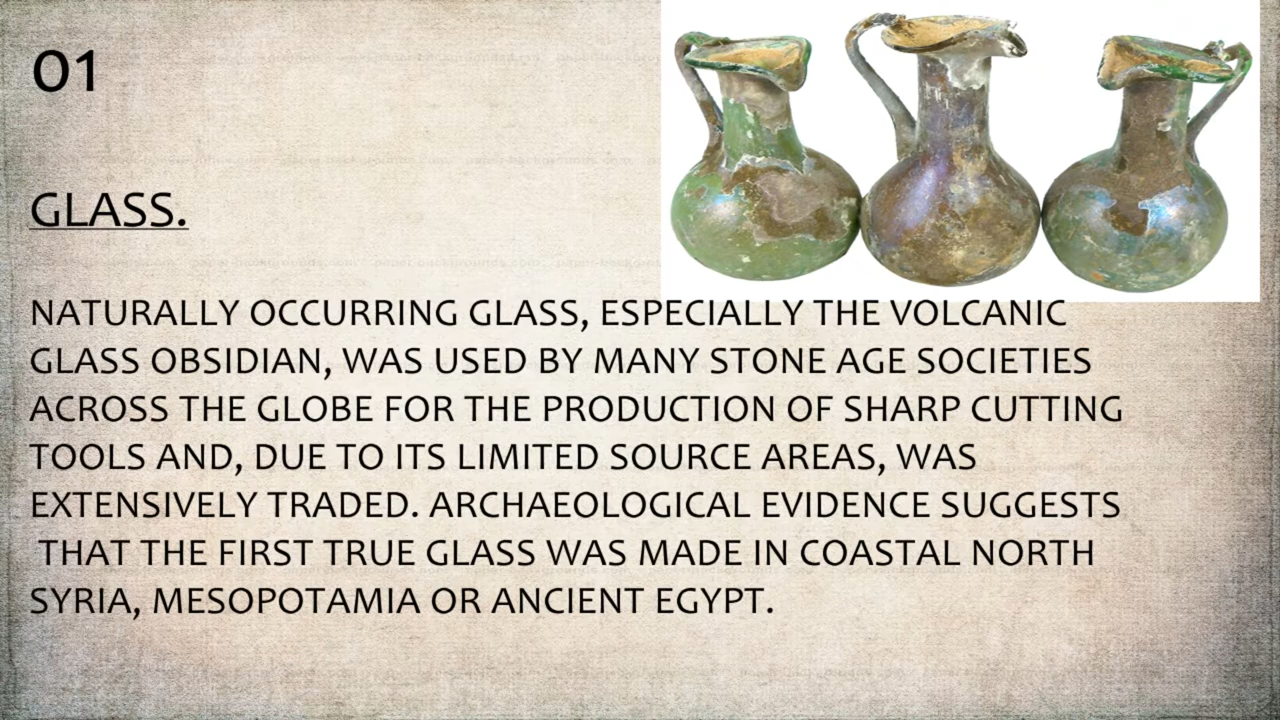 01
GLASS.
NATURALLY OCCURRING GLASS, ESPECIALLY THE VOLCANIC
GLASS OBSIDIAN, WAS USED BY MANY STONE AGE SOCIETIES
ACROSS THE GLOBE FOR THE PRODUCTION OF SHARP CUTTING
TOOLS AND, DUE TO ITS LIMITED SOURCE AREAS, WAS
EXTENSIVELY TRADED. ARCHAEOLOGICAL EVIDENCE SUGGESTS
THAT THE FIRST TRUE GLASS WAS MADE IN COASTAL NORTH
SYRIA, MESOPOTAMIA OR ANCIENT EGYPT.